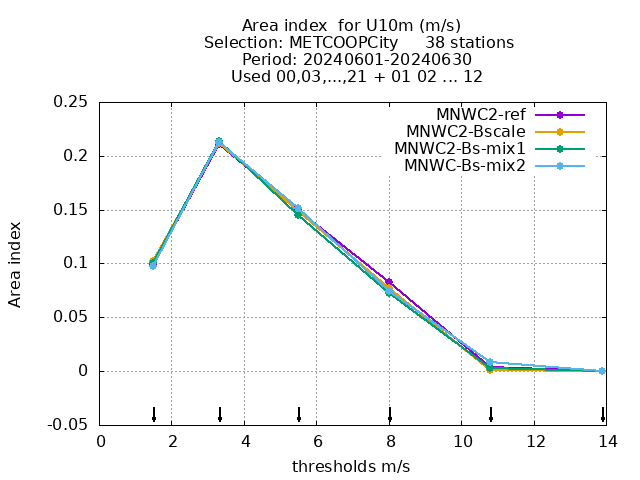 Area index  for U10m (m/s)
Selection: METCOOPCity     38 stations
Period: 20240601-20240630
Used 00,03,...,21 + 01 02 ... 12
0.25
0.2
0.15
0.1
0.05
0
-0.05
Area index
MNWC2-ref
MNWC2-Bscale
MNWC2-Bs-mix1
MNWC-Bs-mix2
0 2 4 6 8 10 12 14
thresholds m/s